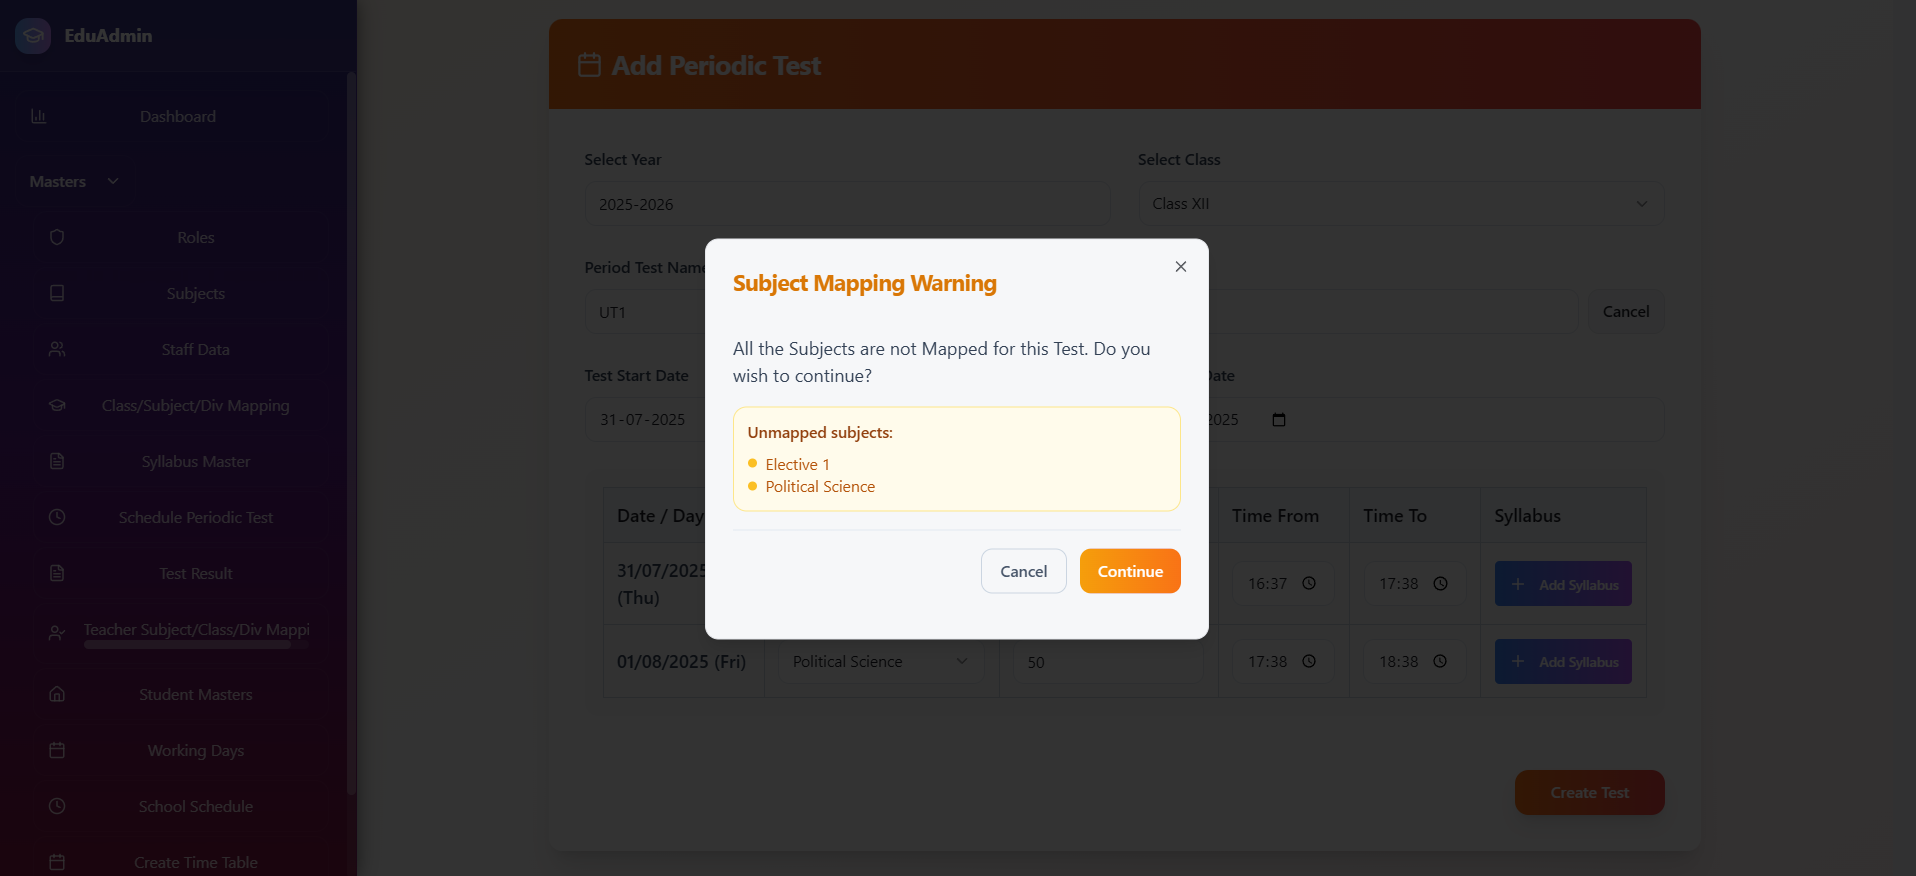 EduAdmin
Dashboard
Masters
Roles
Subjects
Staff Data
Class/Subject/Div Mapping
Syllabus Master
Schedule Periodic Test
Test Result
Teacher Subject/Class/Div Mappi
Student Masters
Working Days
School Schedule
Create Time Table
Add Periodic Test
Select Year
Select Class
2025-2026
Class XII
Period Test Name
UT1
Cancel
Test Start Date
Date
31-07-2025
2025
Subject Mapping Warning
All the Subjects are not Mapped for this Test. Do you
wish to continue?
Unmapped subjects:
Elective 1
Political Science
Cancel
Continue
Date / Day
Time From
Time To
Syllabus
31/07/2025
(Thu)
16:37
17:38
Add Syllabus
01/08/2025 (Fri)
Political Science
50
17:38
18:38
Add Syllabus
Create Test